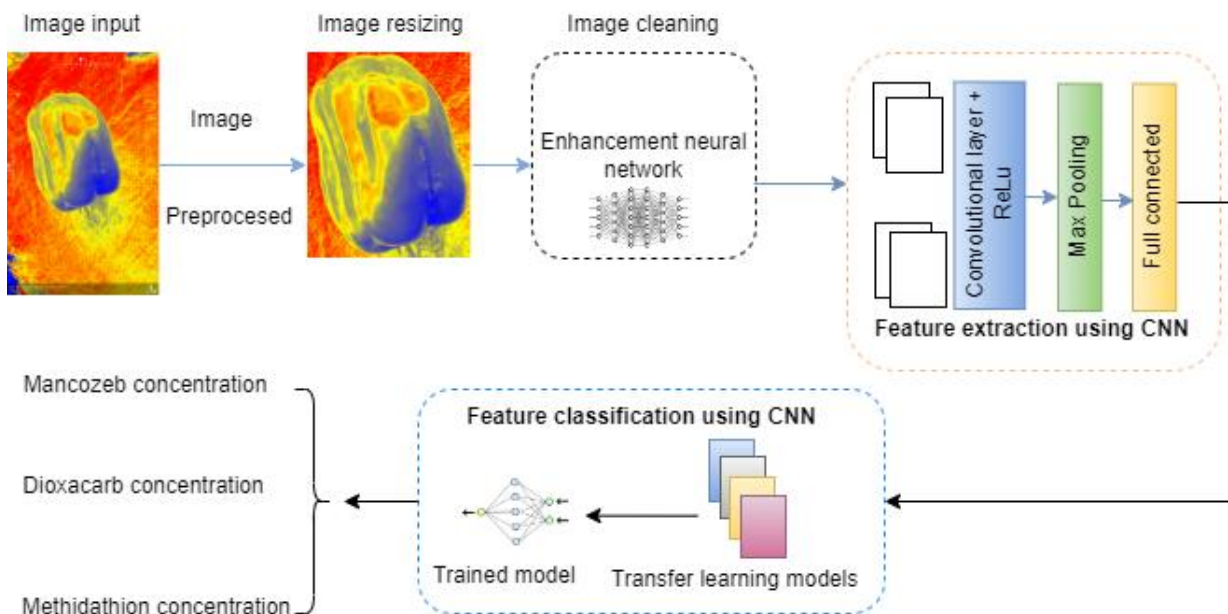 Image input
Image resizing
Image cleaning
Image
Preprocesed
Enhancement neural
network
Convolutional layer +
ReLu
Max Pooling
Full connected
Feature extraction using CNN
Mancozeb concentration
Dioxacarb concentration
Methidathion concentration
Feature classification using CNN
Trained model
Transfer learning models